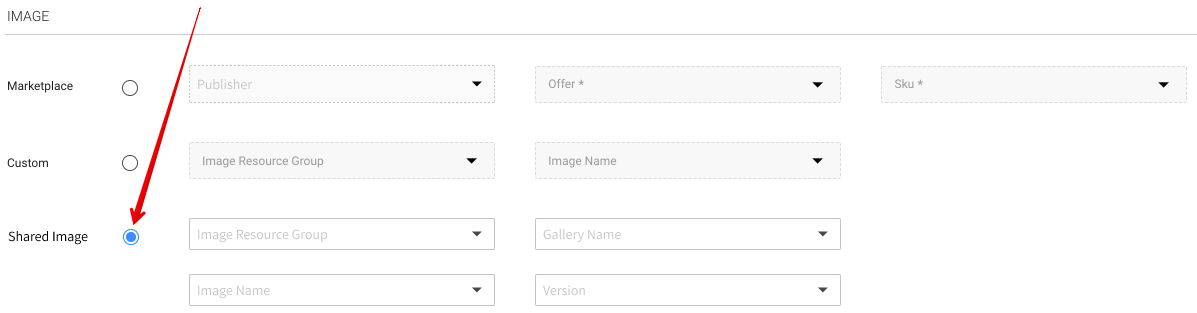 IMAGE
Marketplace Publisher Offer * Sku *
Custom Image Resource Group Image Name
Shared Image Image Resource Group Gallery Name
Image Name Version